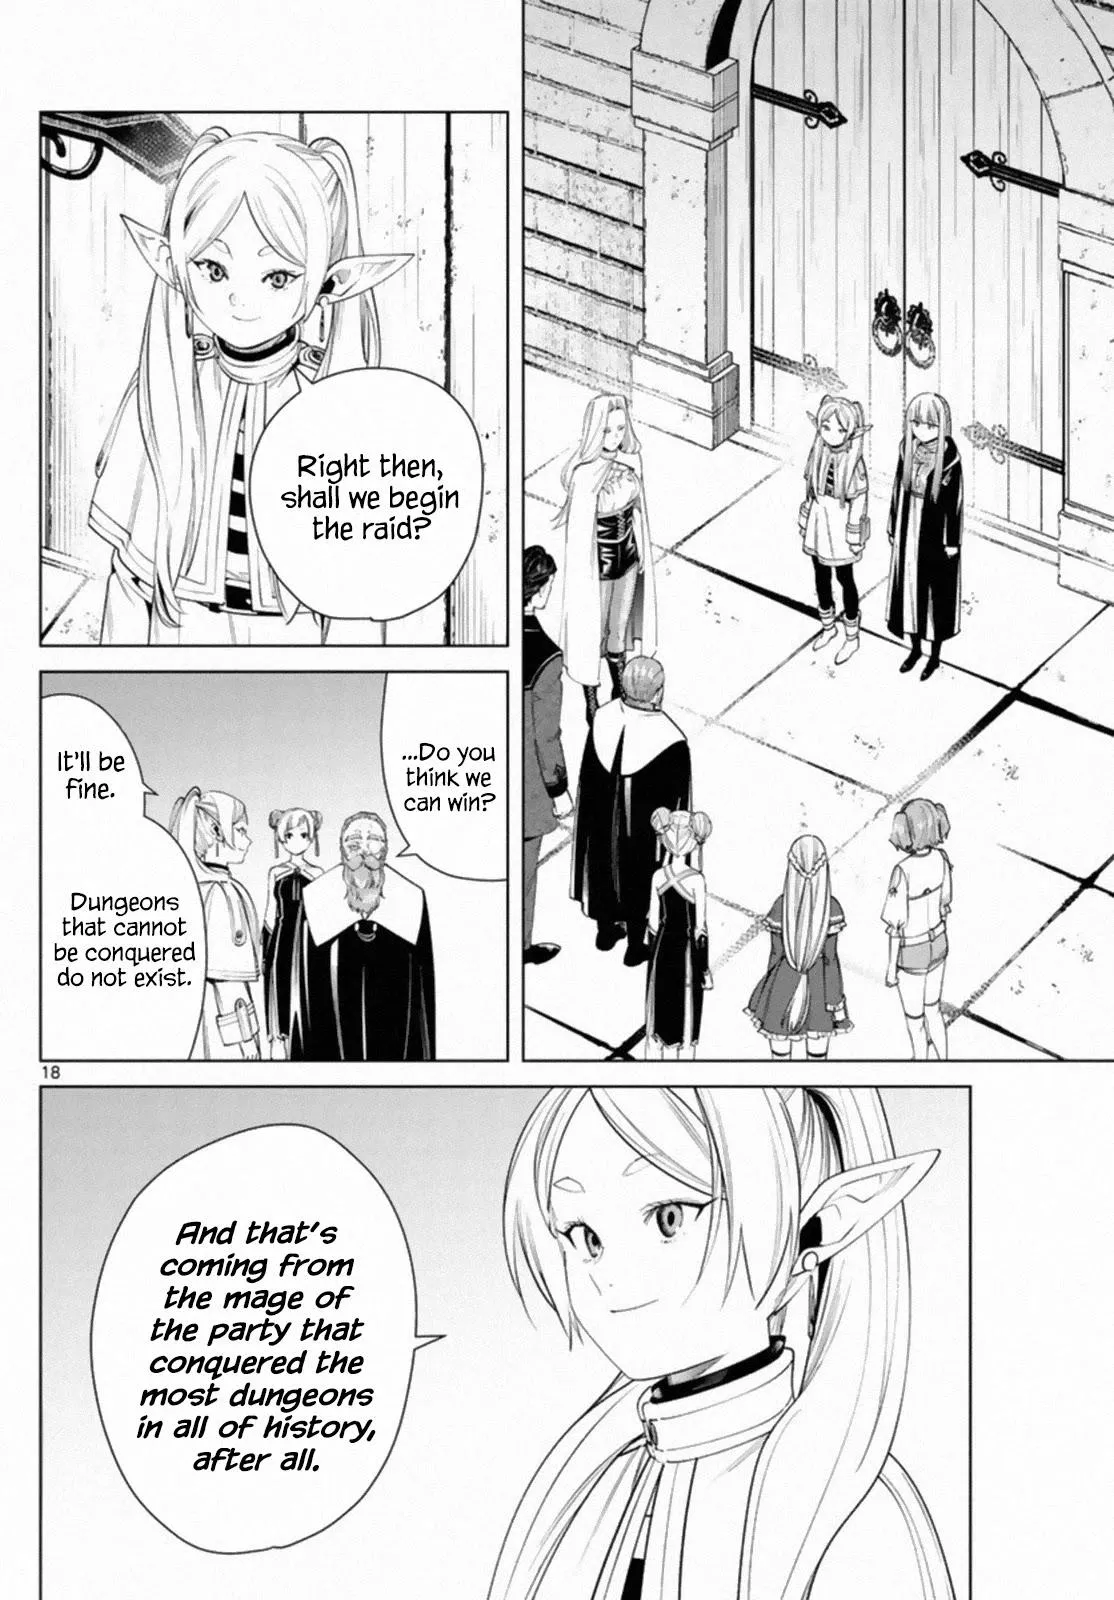 Right then,
shall we begin
the raid?
...Do you
think we
can win?
It'll be
fine.
Dungeons
that cannot
be conquered
do not exist.
18
And that's
coming from
the mage of
the party that
conquered the
most dungeons
in all of history,
after all.